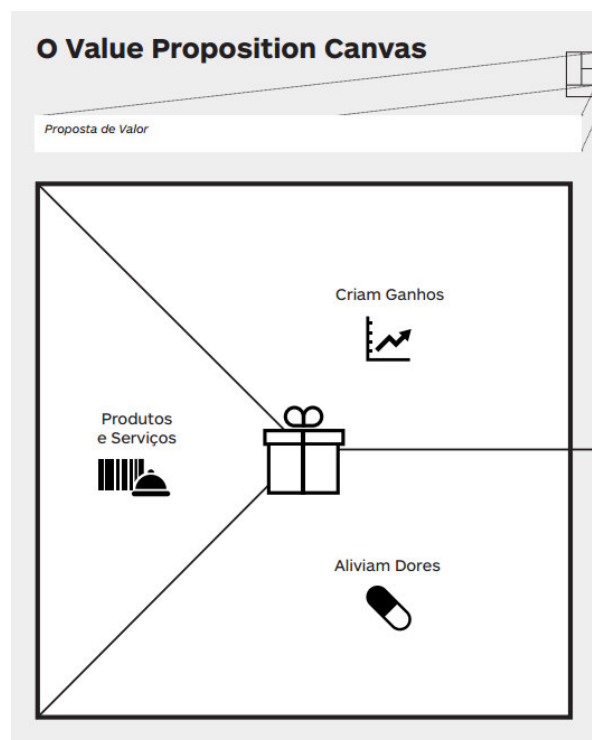 O Value Proposition Canvas
Proposta de Valor
Criam Ganhos
Produtos
e Serviços
Aliviam Dores